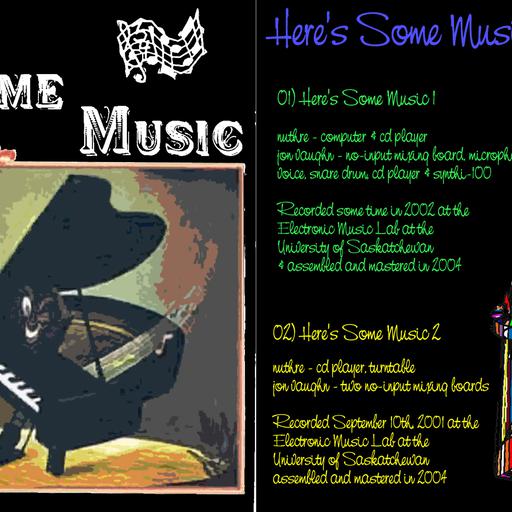 ME
MUSIC
Here's Some Musi
01) Here's Some Music 1
nuthre - computer & cd player
jon vaughn - no-input mixing board, microph
voice, snare drum, cd player & synthi-100
Recorded some time in 2002 at the
Electronic Music Lab at the
University of Saskatchewan
& assembled and mastered in 2004
02) Here's Some Music 2
nuthre - cd player, turntable
jon vaughn - two no-input mixing boards
Recorded September 10th, 2001 at the
Electronic Music Lab at the
University of Saskatchewan
assembled and mastered in 2004